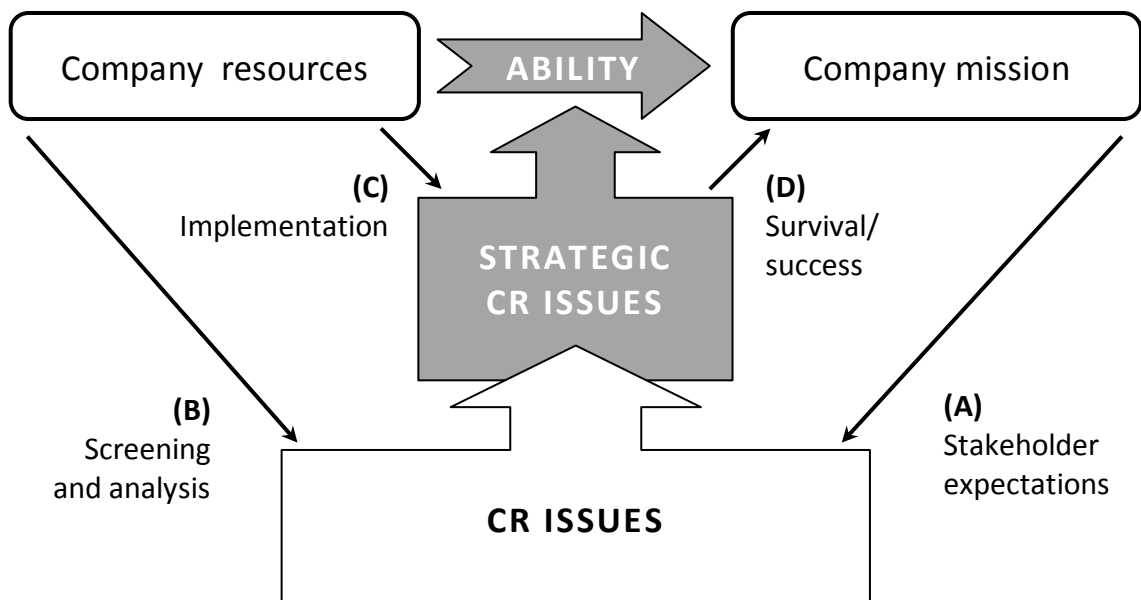 Company resources
ABILITY
Company mission
(C)
Implementation
(D)
Survival/
success
STRATEGIC
CR ISSUES
(B)
Screening
and analysis
(A)
Stakeholder
expectations
CR ISSUES